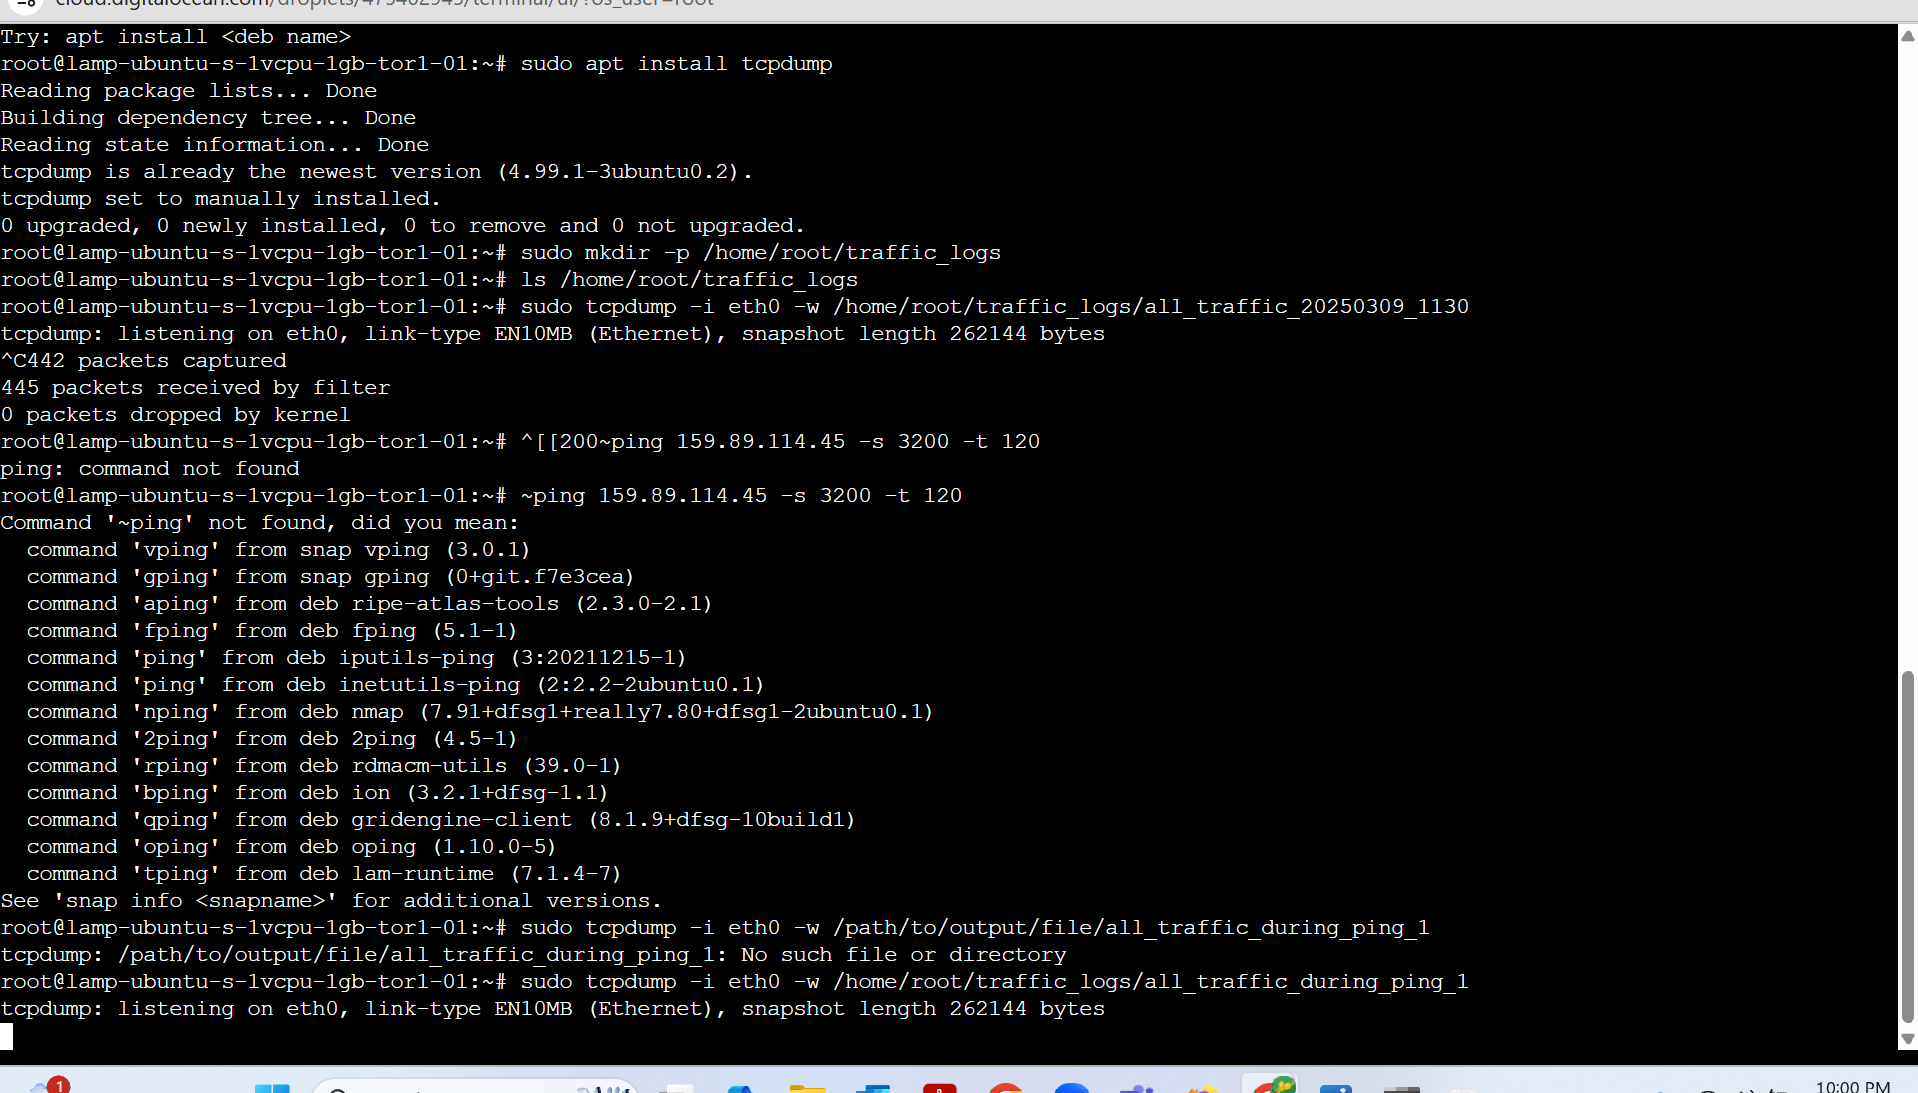 Try: apt install <deb name>
root@lamp-ubuntu-s-1vcpu-1gb-tor1-01:~# sudo apt install tcpdump
Reading package lists... Done
Building dependency tree... Done
Reading state information... Done
tcpdump is already the newest version (4.99.1-3ubuntu0.2).
tcpdump set to manually installed.
0 upgraded, 0 newly installed, 0 to remove and 0 not upgraded.
root@lamp-ubuntu-s-1vcpu-1gb-tor1-01:~# sudo mkdir -p /home/root/traffic_logs
root@lamp-ubuntu-s-1vcpu-1gb-tor1-01:~# ls /home/root/traffic_logs
root@lamp-ubuntu-s-1vcpu-1gb-tor1-01:~# sudo tcpdump -i eth0 -w /home/root/traffic_logs/all_traffic_20250309_1130
tcpdump: listening on eth0, link-type EN10MB (Ethernet), snapshot length 262144 bytes
^C442 packets captured
445 packets received by filter
0 packets dropped by kernel
root@lamp-ubuntu-s-1vcpu-1gb-tor1-01:~# ^[[200~ping 159.89.114.45 -s 3200 -t 120
ping: command not found
root@lamp-ubuntu-s-1vcpu-1gb-tor1-01:~# ~ping 159.89.114.45 -s 3200 -t 120
Command '~ping' not found, did you mean:
  command 'vping' from snap vping (3.0.1)
  command 'gping' from snap gping (0+git.f7e3cea)
  command 'aping' from deb ripe-atlas-tools (2.3.0-2.1)
  command 'fping' from deb fping (5.1-1)
  command 'ping' from deb iputils-ping (3:20211215-1)
  command 'ping' from deb inetutils-ping (2:2.2-2ubuntu0.1)
  command 'nping' from deb nmap (7.91+dfsg1+really7.80+dfsg1-2ubuntu0.1)
  command '2ping' from deb 2ping (4.5-1)
  command 'rping' from deb rdmacm-utils (39.0-1)
  command 'bping' from deb ion (3.2.1+dfsg-1.1)
  command 'qping' from deb gridengine-client (8.1.9+dfsg-10build1)
  command 'oping' from deb oping (1.10.0-5)
  command 'tping' from deb lam-runtime (7.1.4-7)
See 'snap info <snapname>' for additional versions.
root@lamp-ubuntu-s-1vcpu-1gb-tor1-01:~# sudo tcpdump -i eth0 -w /path/to/output/file/all_traffic_during_ping_1
tcpdump: /path/to/output/file/all_traffic_during_ping_1: No such file or directory
root@lamp-ubuntu-s-1vcpu-1gb-tor1-01:~# sudo tcpdump -i eth0 -w /home/root/traffic_logs/all_traffic_during_ping_1
tcpdump: listening on eth0, link-type EN10MB (Ethernet), snapshot length 262144 bytes
1
10:00 PM